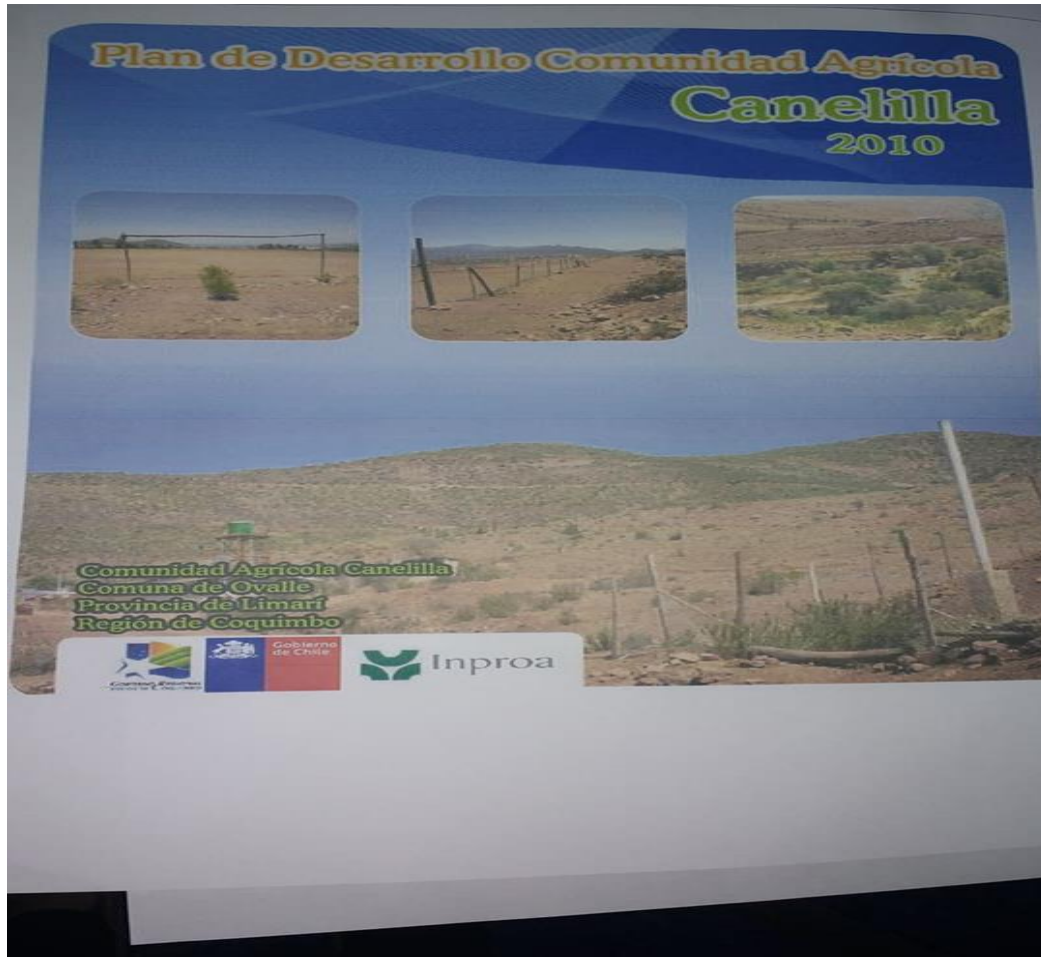 Plan de Desarrollo Comunidad Agrícola
Canelilla
2010
Comunidad Agrícola Canelilla
Comuna de Ovalle
Provincia de Limarí
Región de Coquimbo
Gobierno
de Chile
Inproa